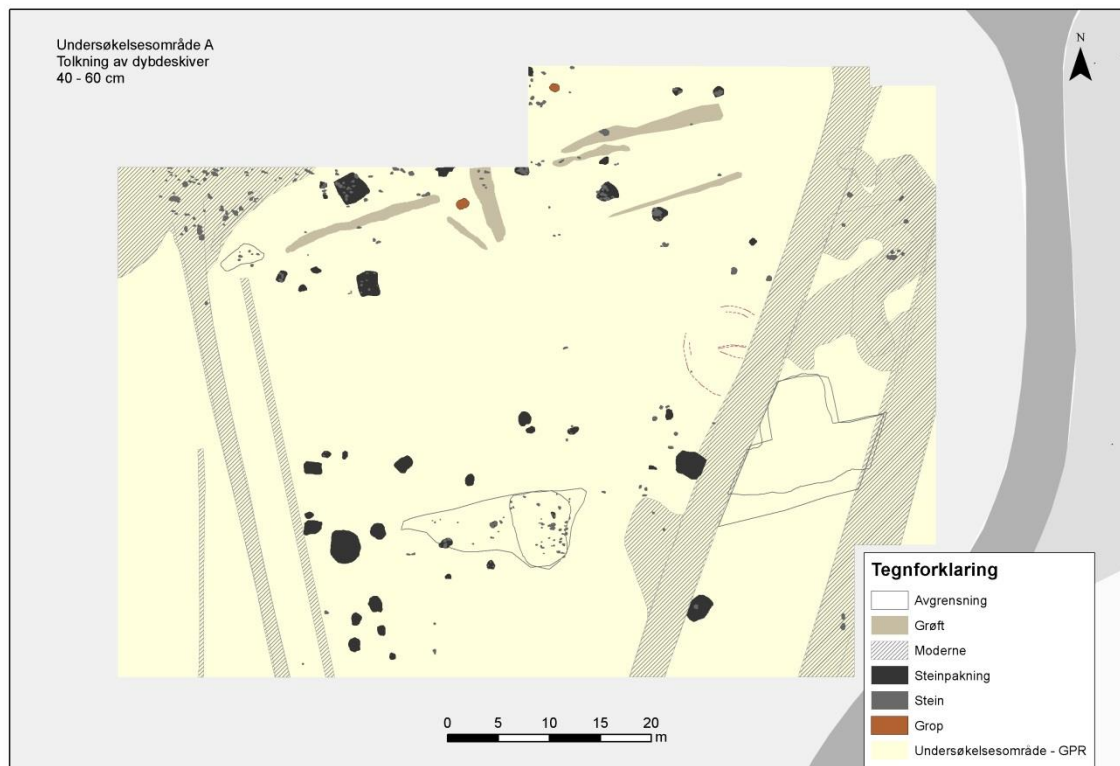 Undersøkelsesområde A
Tolkning av dybdeskiver
40 - 60 cm
N
Tegnforklaring
Avgrensning
Grøft
Moderne
Steinpakning
Stein
Grop
Undersøkelsesområde - GPR
0 5 10 15 20
m